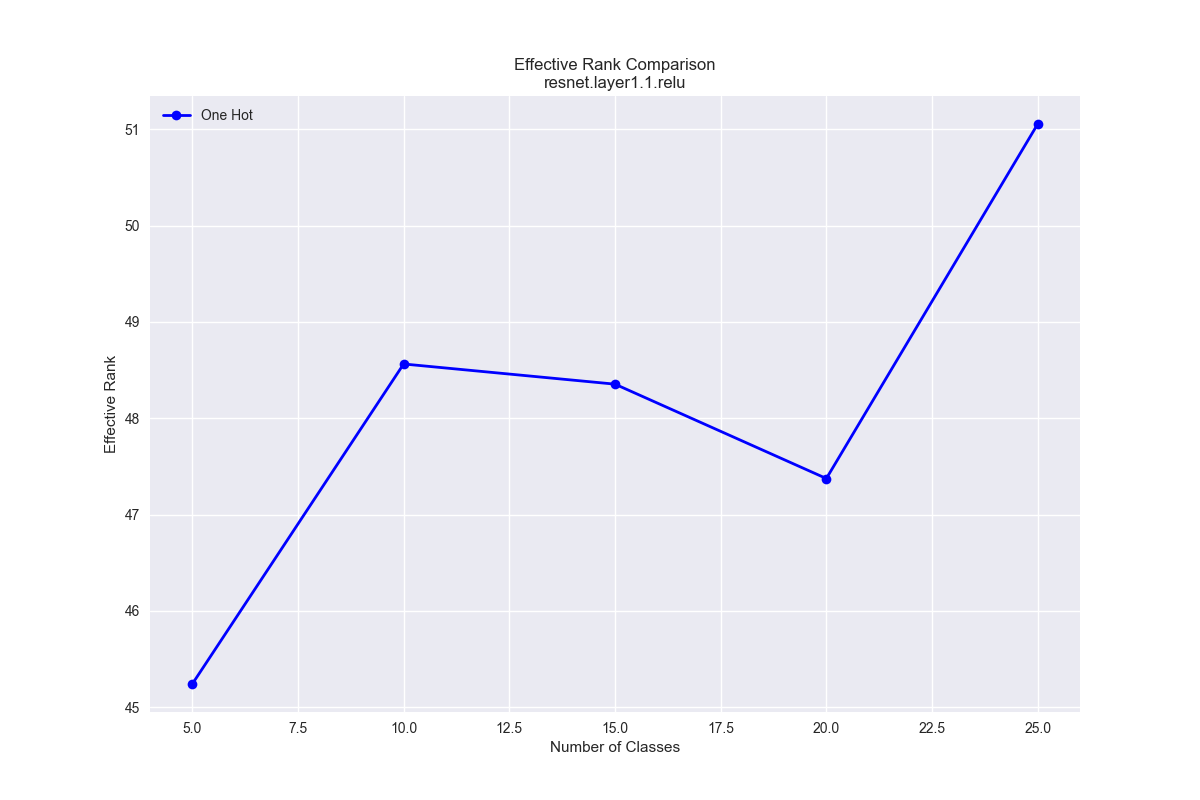 Effective Rank Comparison
resnet.layer1.1.relu
One Hot
51
50
49
48
47
46
45
Effective Rank
5.0 7.5 10.0 12.5 15.0 17.5 20.0 22.5 25.0
Number of Classes